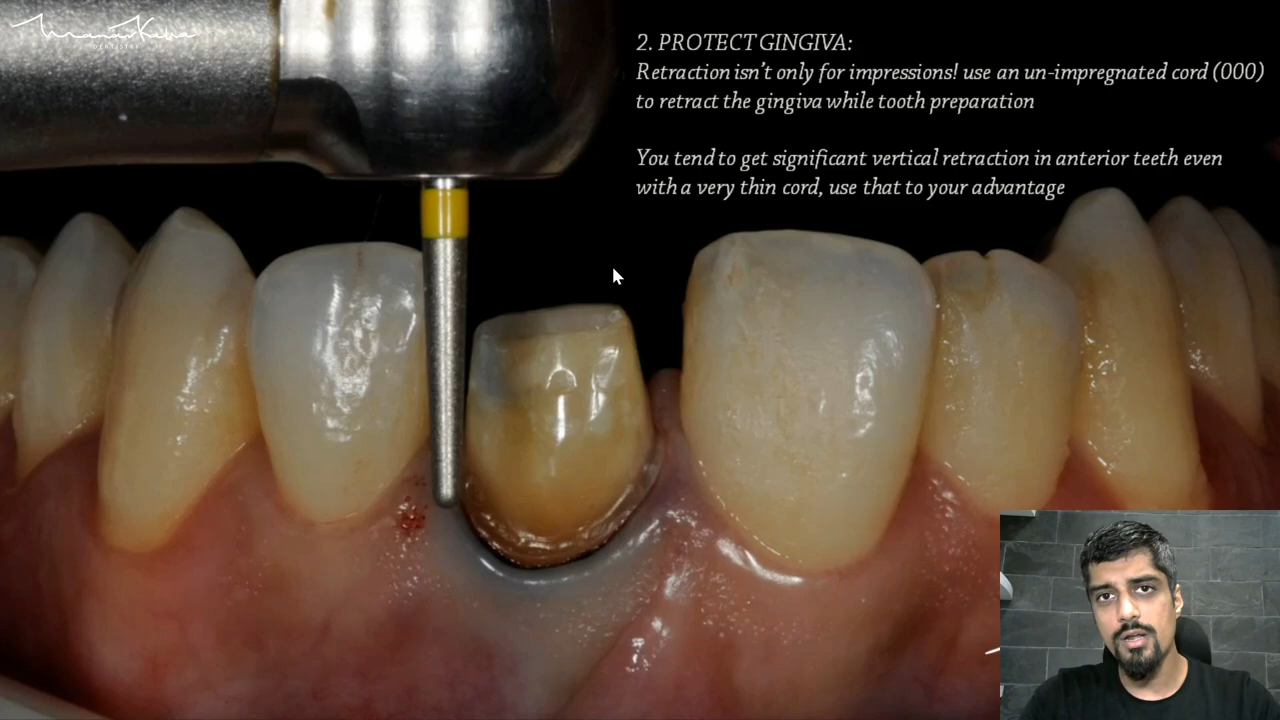 2. PROTECT GINGIVA:
Retraction isn't only for impressions! use an un-impregnated cord (000)
to retract the gingiva while tooth preparation
You tend to get significant vertical retraction in anterior teeth even
with a very thin cord, use that to your advantage
DENTISTRY